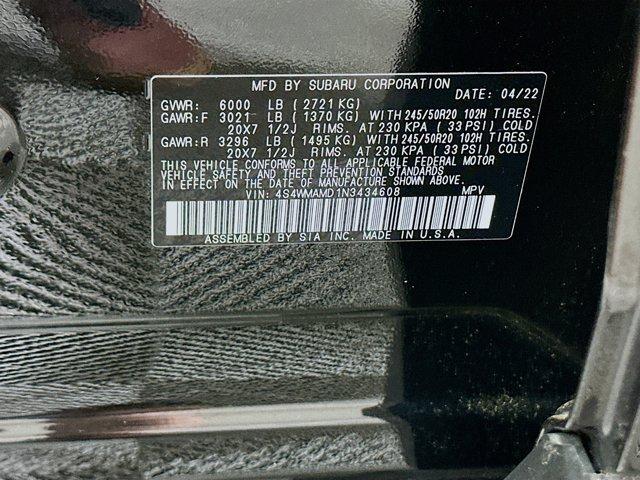 MFD BY SUBARU CORPORATION
DATE: 04/22
GVWR: 6000 LB ( 2721 KG)
GAWR:F 3021 LB ( 1370 KG) WITH 245/50R20 102H TIRES.
20X7 1/2J RIMS. AT 230 KPA ( 33 PSI) COLD
GAWR:R 3296 LB ( 1495 KG) WITH 245/50R20 102H TIRES.
20X7 1/2J RIMS. AT 230 KPA ( 33 PSI) COLD
THIS VEHICLE CONFORMS TO ALL APPLICABLE FEDERAL MOTOR
VEHICLE SAFETY AND THEFT PREVENTION STANDARDS
IN EFFECT ON THE DATE OF MANUFACTURE SHOWN ABOVE.
VIN: 4S4WMAMD1N3434608 MPV
ASSEMBLED BY SIA INC. MADE IN U.S.A.